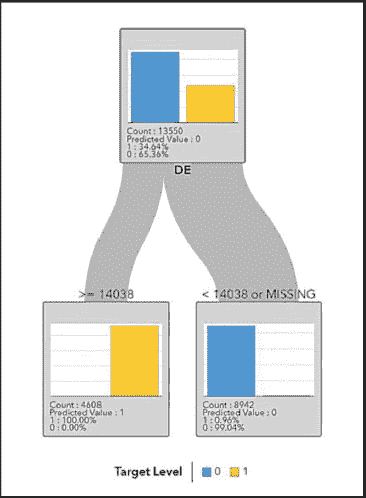 Count : 13550
Predicted Value : 0
1 : 34.64%
0 : 65.36%
DE
>= 14038
< 14038 or MISSING
Count : 4608
Predicted Value : 1
1 : 100.00%
0 : 0.00%
Count : 8942
Predicted Value : 0
1 : 0.96%
0 : 99.04%
Target Level 0 1